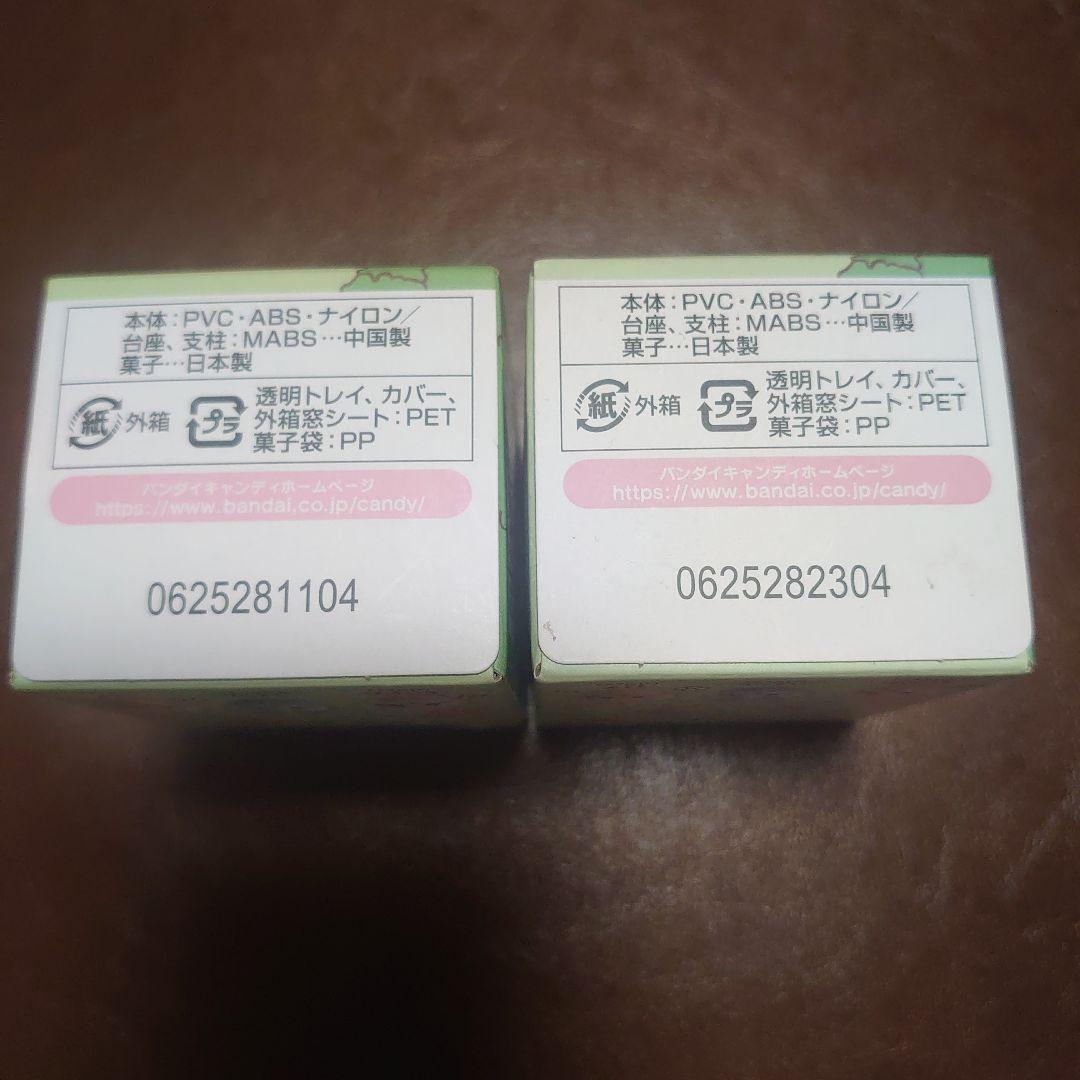 本体:PVC・ABS・ナイロン/
台座、支柱:MABS…中国製
菓子…日本製
紙 外箱
プラ
透明トレイ、カバー、
外箱窓シート:PET
菓子袋:PP
バンダイキャンディホームページ
https://www.bandai.co.jp/candy/
0625281104
本体:PVC・ABS・ナイロン/
台座、支柱:MABS…中国製
菓子…日本製
紙 外箱
プラ
透明トレイ、カバー、
外箱窓シート:PET
菓子袋:PP
バンダイキャンディホームページ
https://www.bandai.co.jp/candy/
0625282304